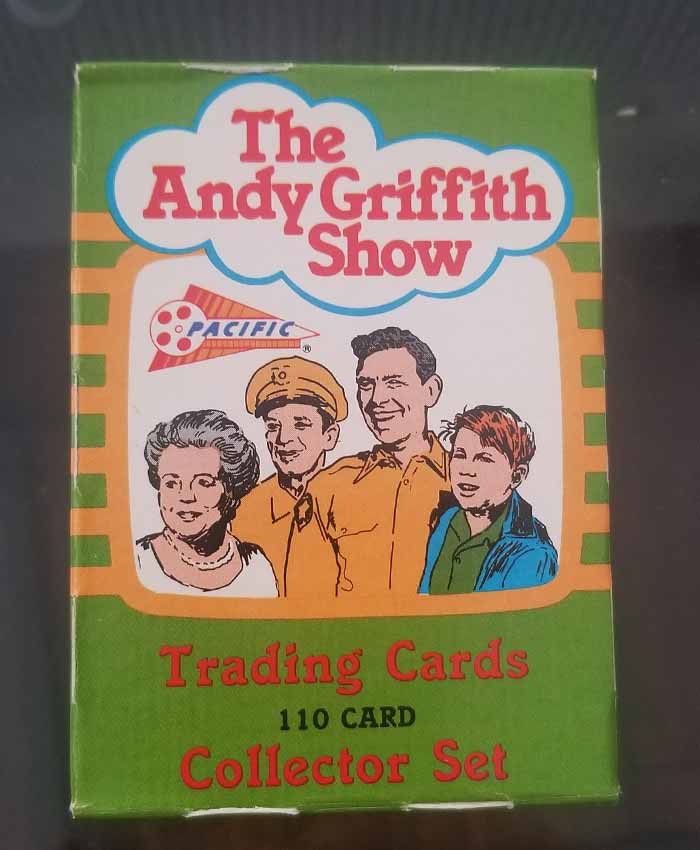 The
Andy Griffith
Show
PACIFIC
®
Trading Cards
110 CARD
Collector Set